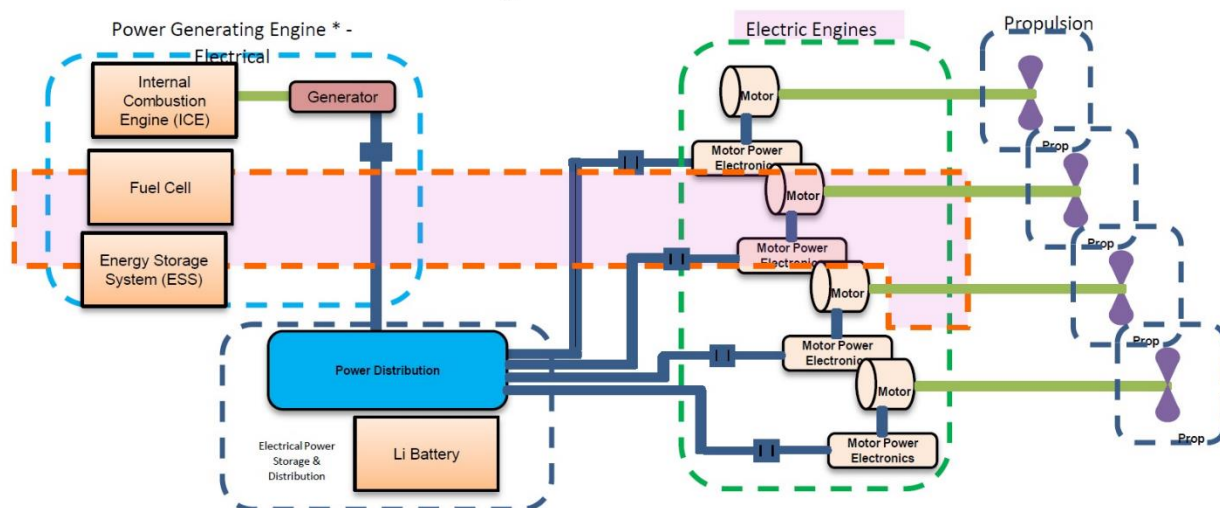 Power Generating Engine * -
Electrical
Electric Engines
Propulsion
Internal
Combustion
Engine (ICE)
Generator
Motor
Prop
Motor Power
Electronics
Fuel Cell
Motor
Prop
Energy Storage
System (ESS)
Motor Power
Electronics
Motor
Prop
Power Distribution
Motor Power
Electronics
Motor
Prop
Electrical Power
Storage &
Distribution
Li Battery
Motor Power
Electronics